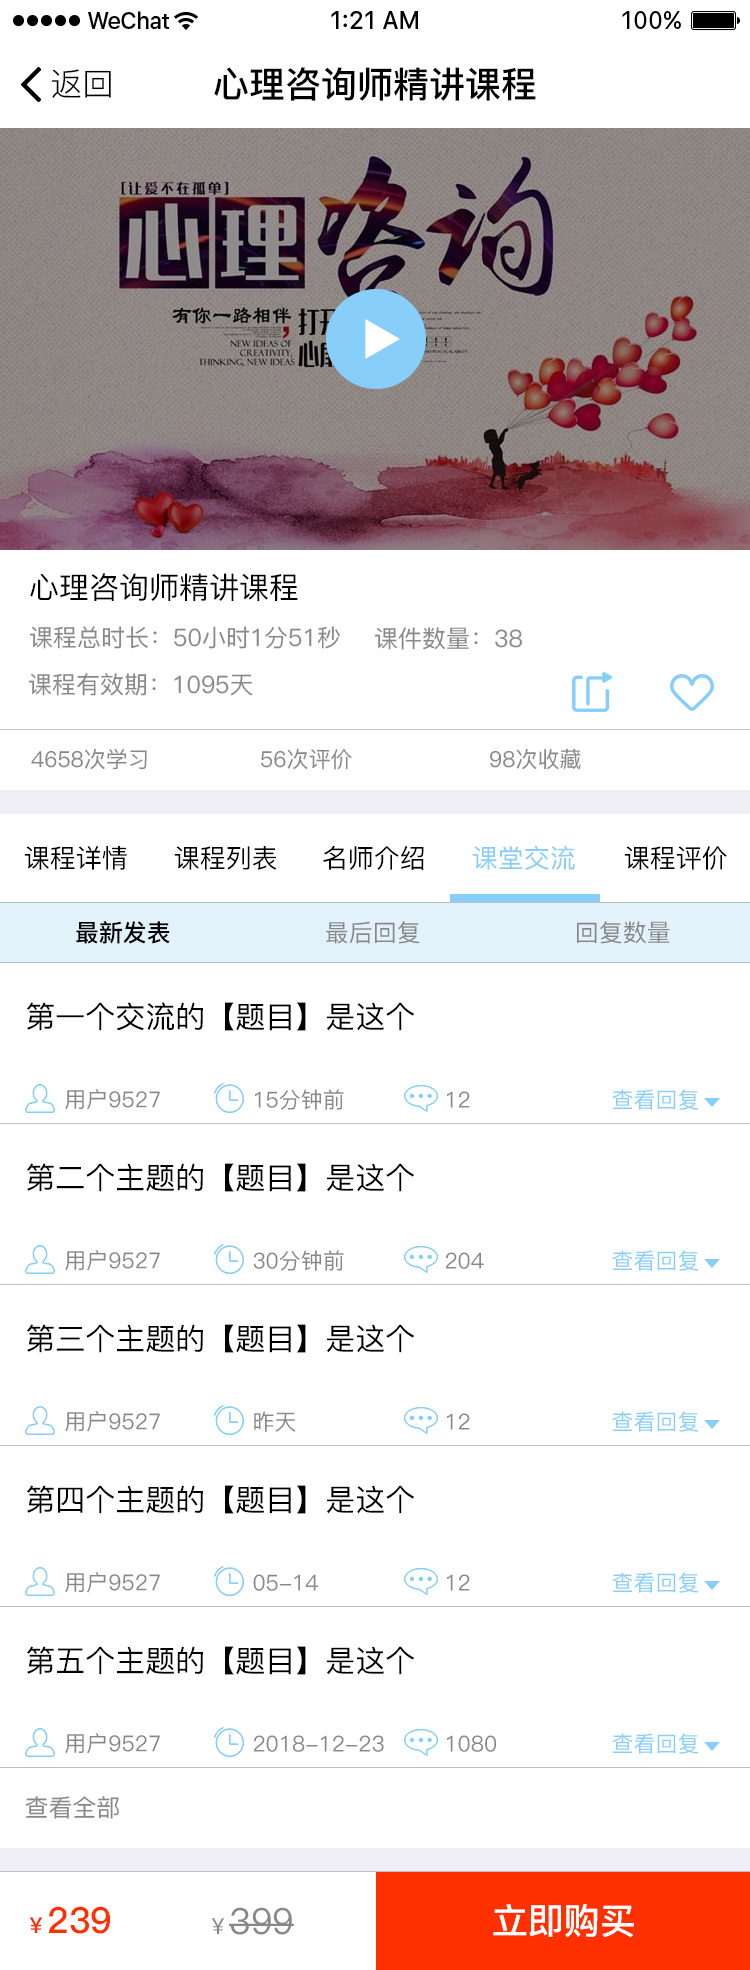 WeChat 1:21 AM 100%
返回 心理咨询师精讲课程
[让爱不在孤单]
心理咨询
有你一路相伴
NEW IDEAS OF
CREATIVITY,
THINKING, NEW IDEAS
心理咨询师精讲课程
课程总时长：50小时1分51秒 课件数量：38
课程有效期：1095天
4658次学习 56次评价 98次收藏
课程详情 课程列表 名师介绍 课堂交流 课程评价
最新发表 最后回复 回复数量
第一个交流的【题目】是这个
用户9527 15分钟前 12 查看回复
第二个主题的【题目】是这个
用户9527 30分钟前 204 查看回复
第三个主题的【题目】是这个
用户9527 昨天 12 查看回复
第四个主题的【题目】是这个
用户9527 05-14 12 查看回复
第五个主题的【题目】是这个
用户9527 2018-12-23 1080 查看回复
查看全部
¥239 ¥399 立即购买